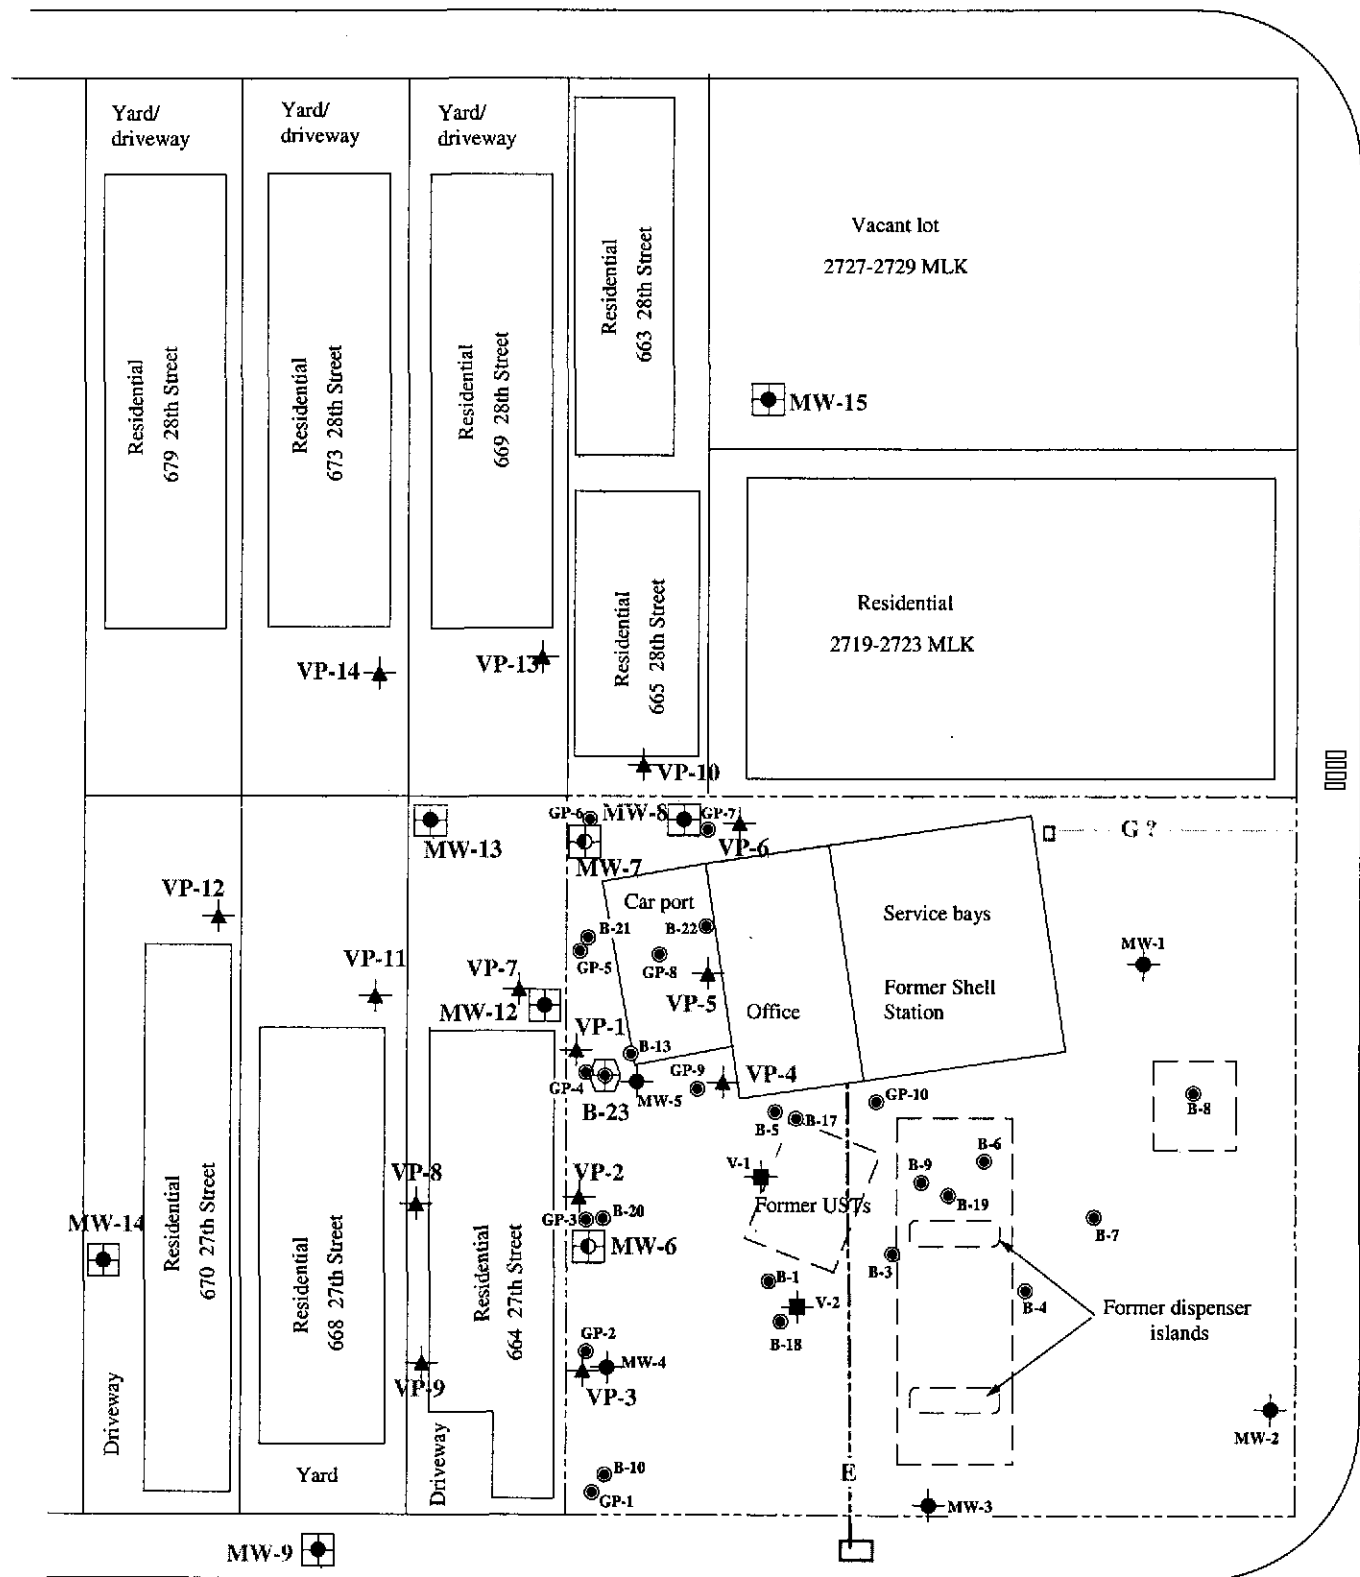 Yard/
driveway
Yard/
driveway
Yard/
driveway
Residential
679 28th Street
Residential
673 28th Street
Residential
669 28th Street
Residential
663 28th Street
Vacant lot
2727-2729 MLK
MW-15
Residential
665 28th Street
Residential
2719-2723 MLK
VP-14
VP-13
VP-10
GP-6
MW-8
GP-7
G ?
MW-13
MW-7
VP-6
VP-12
Car port
Service bays
B-21
B-22
MW-1
GP-5
GP-8
VP-11
VP-7
VP-5
Former Shell
Station
MW-12
Office
VP-1
B-13
GP-4
GP-9
VP-4
MW-5
B-23
GP-10
B-8
B-5
B-17
B-6
V-1
B-9
VP-8
VP-2
B-19
Former USTs
GP-3
B-20
MW-14
B-7
MW-6
B-3
Residential
670 27th Street
Residential
668 27th Street
Residential
664 27th Street
B-1
B-4
V-2
Former dispenser
islands
B-18
GP-2
MW-4
VP-9
VP-3
Driveway
MW-2
Driveway
Yard
B-10
E
GP-1
MW-3
MW-9